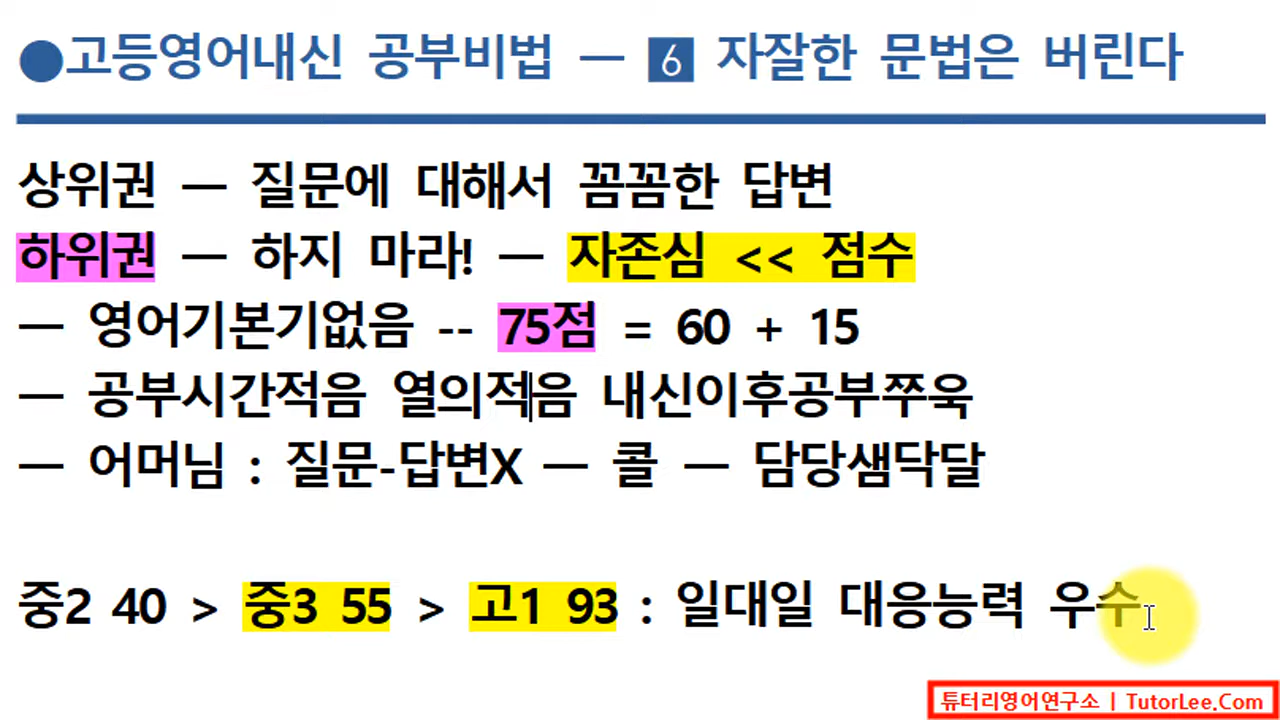 ●고등영어내신 공부비법 — 6 자잘한 문법은 버린다
상위권 — 질문에 대해서 꼼꼼한 답변
하위권 — 하지 마라! — 자존심 << 점수
— 영어기본기없음 -- 75점 = 60 + 15
— 공부시간적음 열의적음 내신이후공부쭈욱
— 어머님 : 질문-답변X — 콜 — 담당샘닥달
중2 40 > 중3 55 > 고1 93 : 일대일 대응능력 우수
튜터리영어연구소 | TutorLee.Com